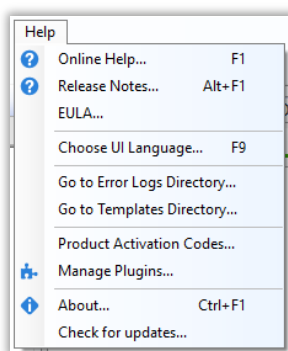 Help
Online Help... F1
Release Notes... Alt+F1
EULA...
Choose UI Language... F9
Go to Error Logs Directory...
Go to Templates Directory...
Product Activation Codes...
Manage Plugins...
About... Ctrl+F1
Check for updates...